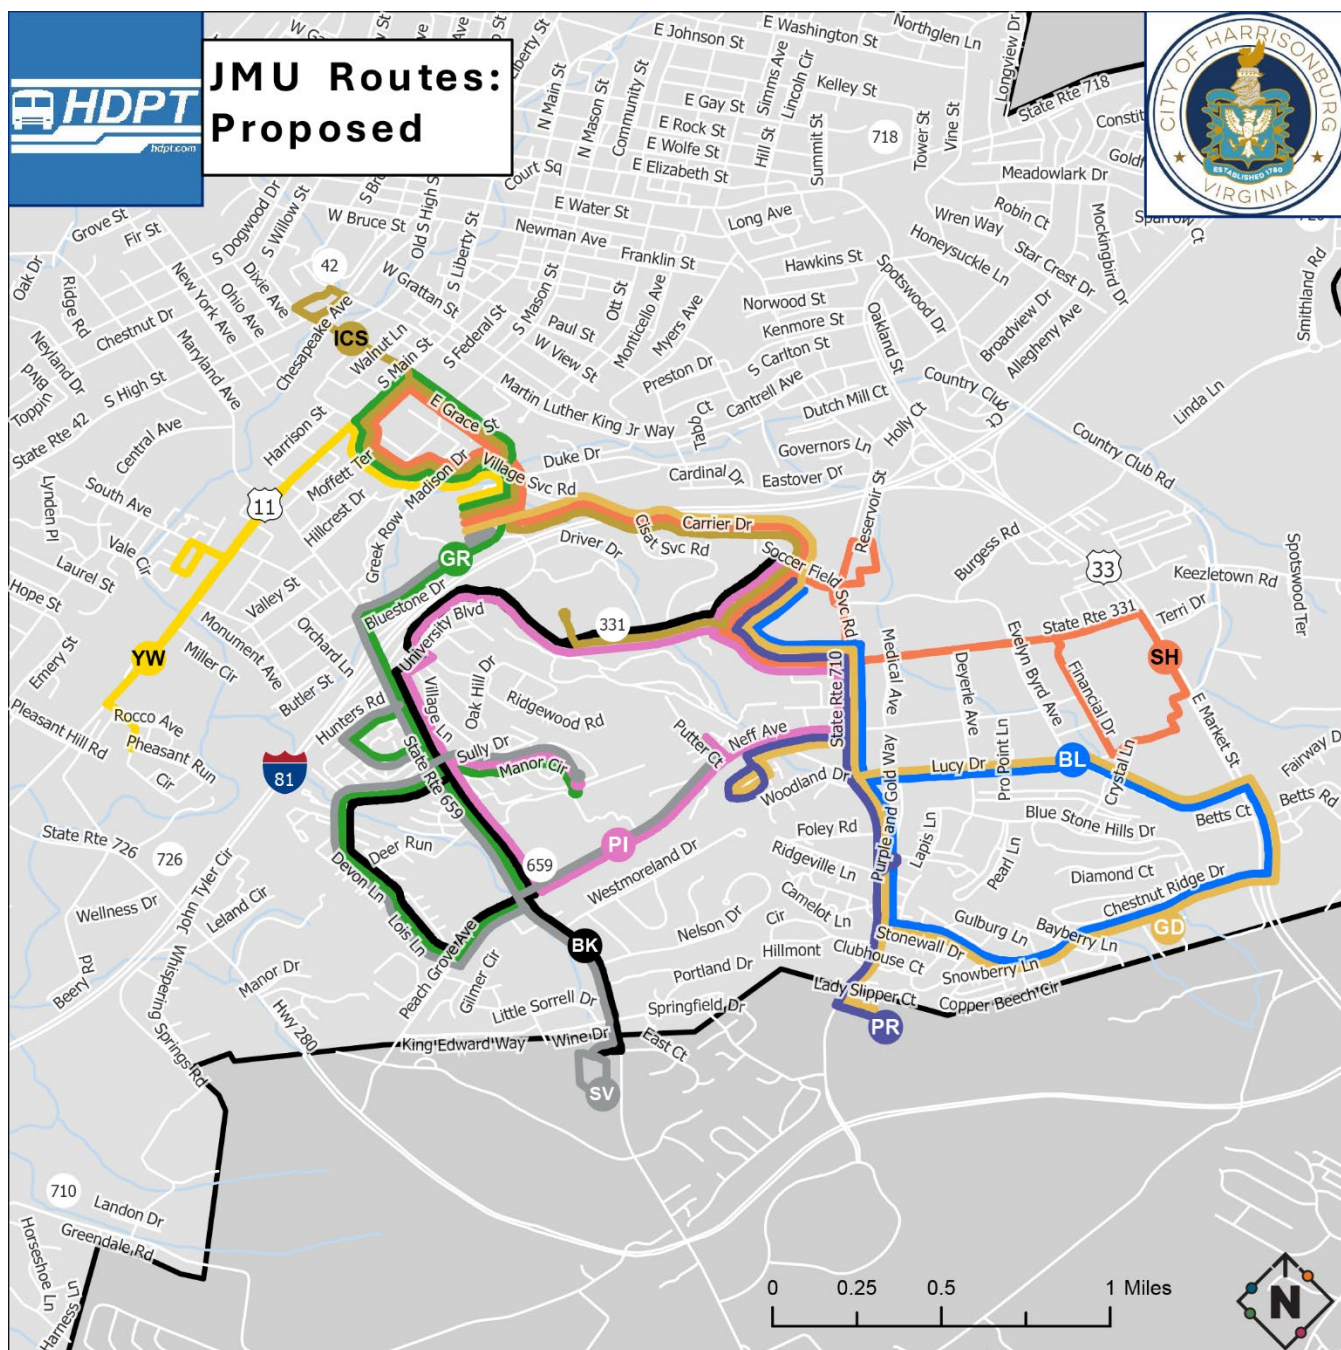 HDPT
hdpt.com
JMU Routes:
Proposed
CITY OF HARRISONBURG
ESTABLISHED 1780
VIRGINIA
E Washington St
Northglen Ln
Longview Dr
E Johnson St
Simms Ave
Lincoln Cir
Kelley St
State Rte 718
Liberty St
N Main St
N Mason St
Community St
E Gay St
E Rock St
E Wolfe St
E Elizabeth St
Hill St
Summit St
718
Tower St
Vine St
Meadowlark Dr
Court Sq
E Water St
Long Ave
Wren Way
Robin Ct
Mockingbird Dr
Sparrow Ct
Grove St
Fir St
S Dogwood Dr
S Willow St
W Bruce St
Old S High St
S Liberty St
Newman Ave
Franklin St
Hawkins St
Spotswood Dr
Honeysuckle Ln
Star Crest Dr
Smithland Rd
Oak Dr
Ridge Rd
New York Ave
Ohio Ave
Dixie Ave
42
W Grattan St
S Federal St
S Mason St
Ott St
Monticello Ave
Myers Ave
Norwood St
Kenmore St
Oakland St
Broadview Dr
Allegheny Ave
Chestnut Dr
Maryland Ave
Chesapeake Ave
ICS
Walnut Ln
S Main St
Paul St
W View St
Preston Dr
S Carlton St
Cantrell Ave
Country Club Ct
Linda Ln
Neyland Dr
Toppin Blvd
S High St
State Rte 42
Central Ave
Harrison St
E Grace St
Martin Luther King Jr Way
Tabb Ct
Dutch Mill Ct
Holly Ct
Governors Ln
Country Club Rd
Lynden Pl
South Ave
11
Moffett Ter
Hillcrest Dr
Madison Dr
Village Svc Rd
Duke Dr
Cardinal Dr
Eastover Dr
Reservoir St
Vale Cir
Laurel St
Greek Row
GR
Driver Dr
Cisat Svc Rd
Carrier Dr
Soccer Field Svc Rd
Burgess Rd
33
Keezletown Rd
Spotswood Ter
Hope St
Emery St
Valley St
Bluestone Dr
University Blvd
331
State Rte 331
Terri Dr
YW
Monument Ave
Miller Cir
Orchard Ln
Butler St
Village Ln
Oak Hill Dr
Ridgewood Rd
State Rte 710
Medical Ave
Deyerle Ave
Evelyn Byrd Ave
Financial Dr
SH
E Market St
Pleasant Hill Rd
Rocco Ave
Pheasant Run Cir
Hunters Rd
81
State Rte 659
Sully Dr
Manor Cir
Putter Ct
Neff Ave
Woodland Dr
Purple and Gold Way
Lucy Dr
Pro Point Ln
BL
Crystal Ln
Fairway D
Betts Rd
Betts Ct
State Rte 726
726
Deer Run
Devon Ln
Lois Ln
659
PI
Westmoreland Dr
Foley Rd
Ridgeville Ln
Lapis Ln
Pearl Ln
Blue Stone Hills Dr
Diamond Ct
Chestnut Ridge Dr
Wellness Dr
John Tyler Cir
Leland Cir
Beery Rd
Whispering Springs Rd
Manor Dr
Hwy 280
Peach Grove Ave
Gilmer Cir
BK
Nelson Dr
Camelot Ln
Hillmont Cir
Clubhouse Ct
Stonewall Dr
Gulburg Ln
Bayberry Ln
Snowberry Ln
GD
Portland Dr
Lady Slipper Ct
Copper Beech Cir
Little Sorrell Dr
Springfield Dr
PR
King Edward Way
Wine Dr
East Ct
SV
710
Landon Dr
Greendale Rd
Horseshoe Ln
Harness Ln
0
0.25
0.5
1 Miles
N